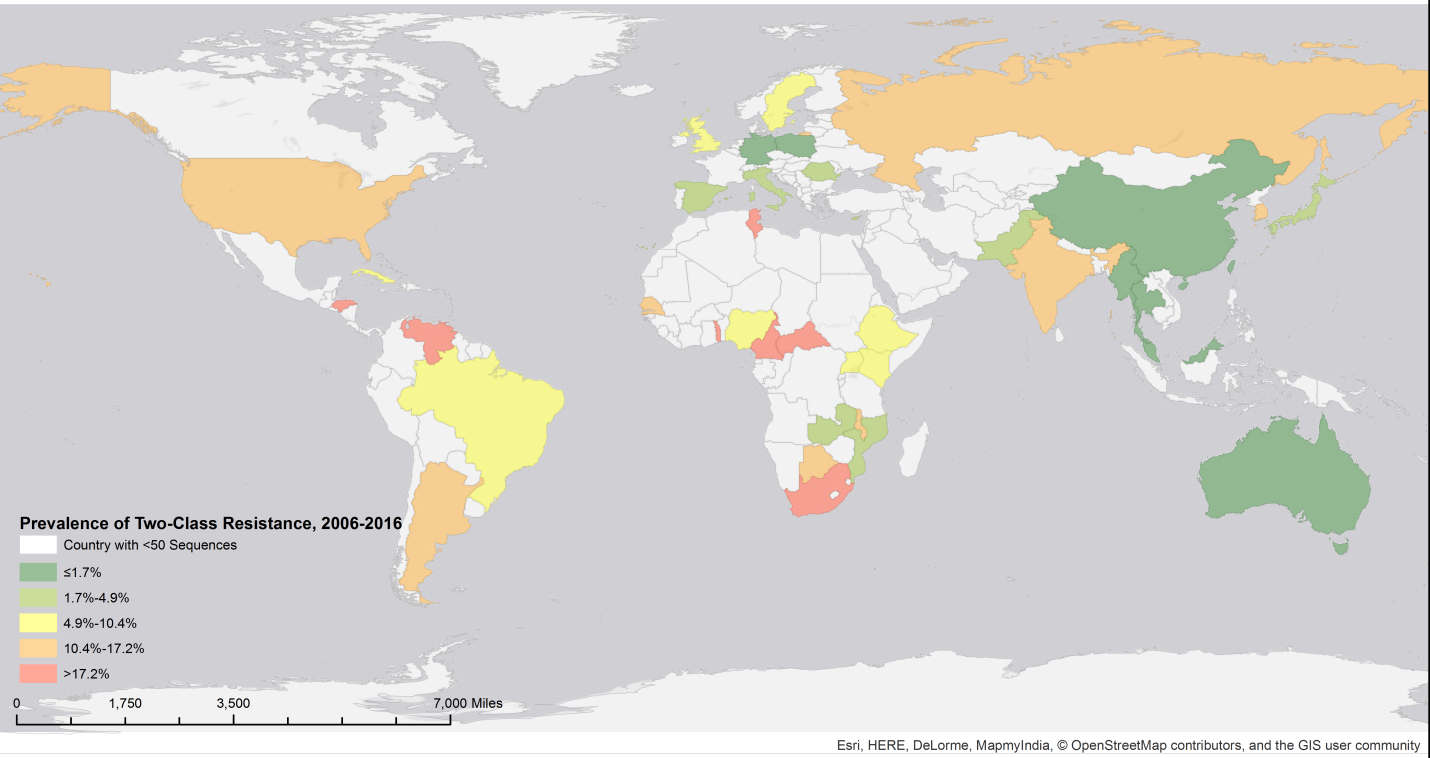 Prevalence of Two-Class Resistance, 2006-2016
Country with <50 Sequences
≤1.7%
1.7%-4.9%
4.9%-10.4%
10.4%-17.2%
>17.2%
0 1,750 3,500 7,000 Miles
Esri, HERE, DeLorme, MapmyIndia, © OpenStreetMap contributors, and the GIS user community